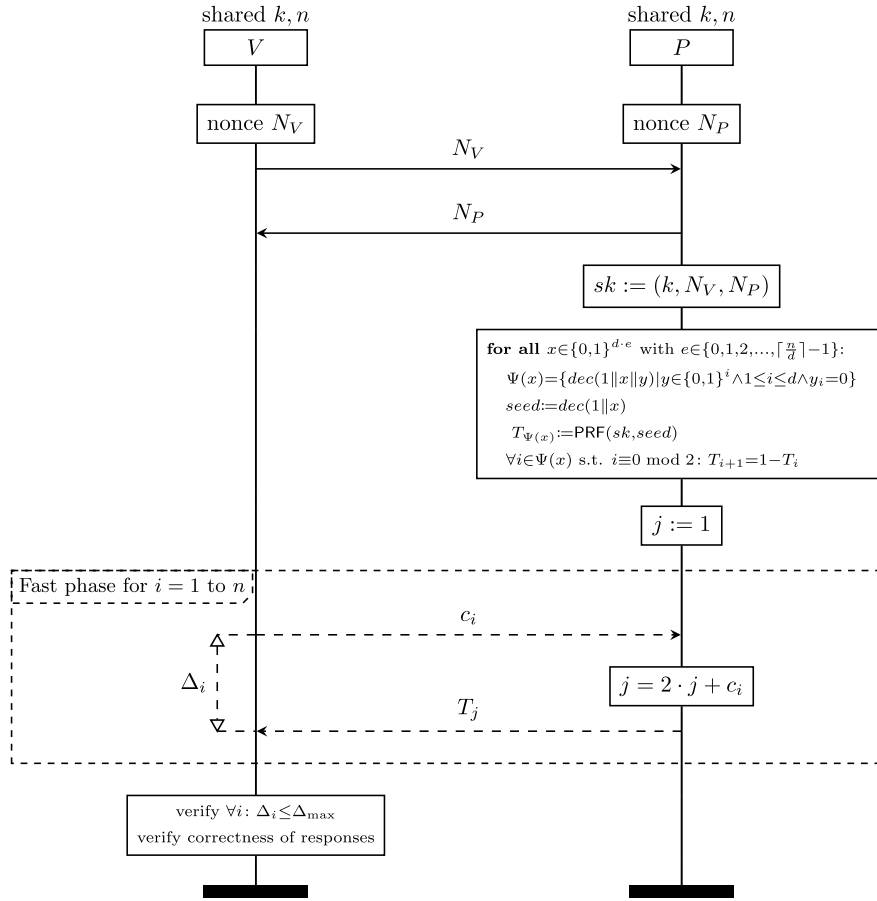 shared k, n
shared k, n
V
P
nonce N_V
nonce N_P
N_V
N_P
sk := (k, N_V, N_P)
for all x∈{0,1}^{d·e} with e∈{0,1,2,...,⌈n/d⌉−1}:
Ψ(x)={dec(1‖x‖y)|y∈{0,1}^i∧1≤i≤d∧y_i=0}
seed:=dec(1‖x)
T_{Ψ(x)}:=PRF(sk,seed)
∀i∈Ψ(x) s.t. i≡0 mod 2: T_{i+1}=1−T_i
j := 1
Fast phase for i = 1 to n
c_i
Δ_i
j = 2 · j + c_i
T_j
verify ∀i: Δ_i≤Δ_max
verify correctness of responses